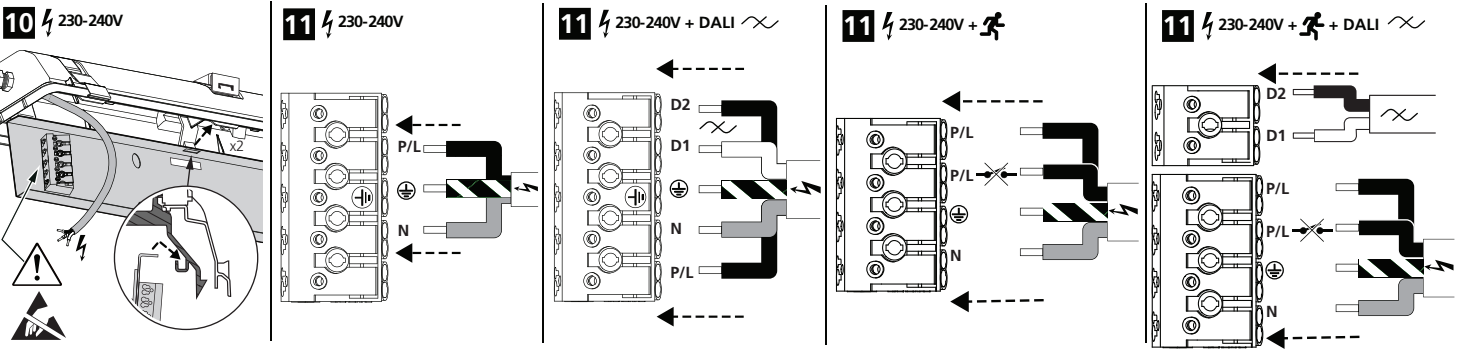 10 230-240V
x2
11 230-240V
P/L
N
11 230-240V + DALI
D2
D1
N
P/L
11 230-240V +
P/L
P/L
N
11 230-240V + + DALI
D2
D1
P/L
P/L
N